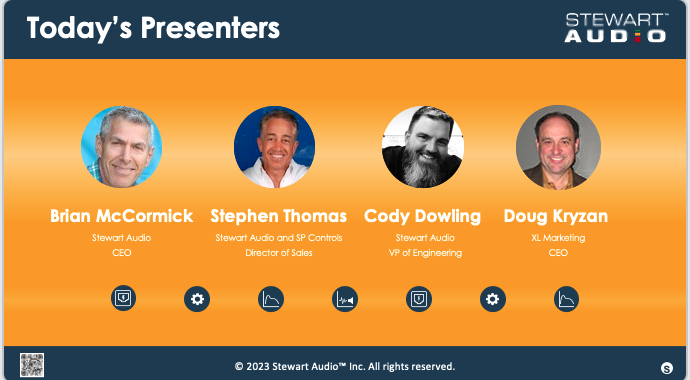 Today's Presenters
STEWART™
AUDIO
Brian McCormick
Stewart Audio
CEO
Stephen Thomas
Stewart Audio and SP Controls
Director of Sales
Cody Dowling
Stewart Audio
VP of Engineering
Doug Kryzan
XL Marketing
CEO
© 2023 Stewart Audio™ Inc. All rights reserved.
S